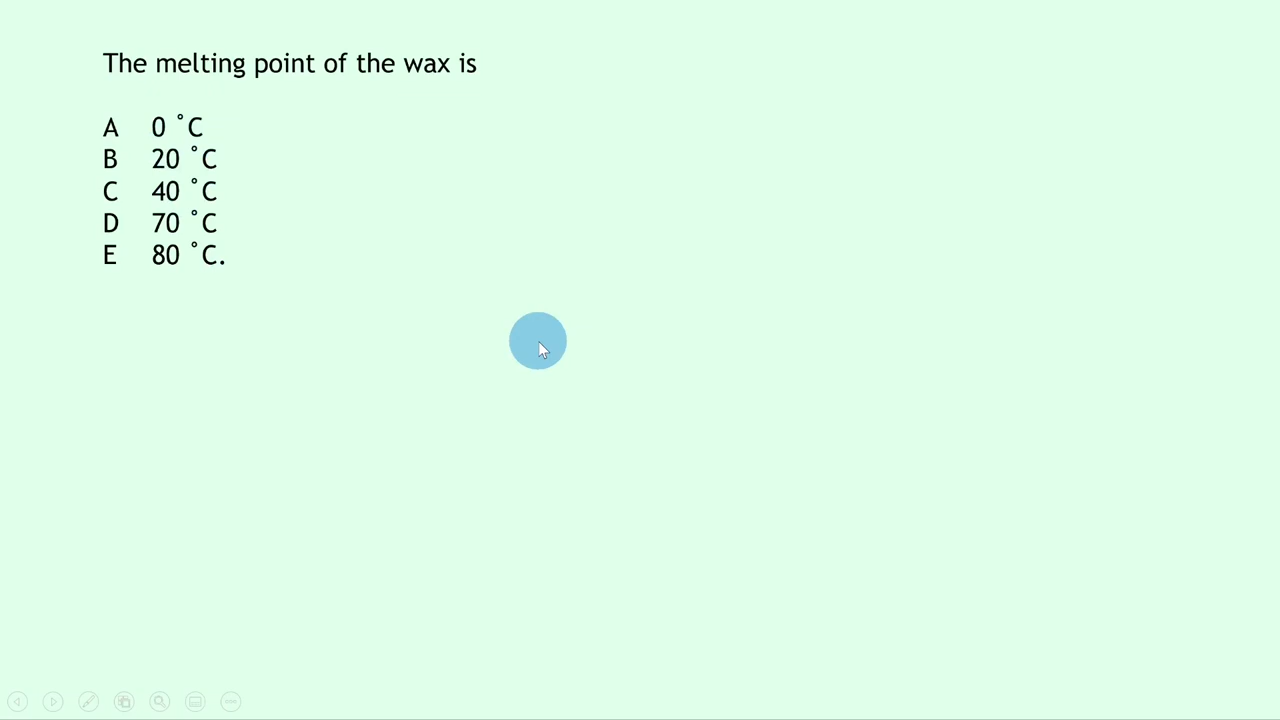 The melting point of the wax is
A 0 ˚C
B 20 ˚C
C 40 ˚C
D 70 ˚C
E 80 ˚C.